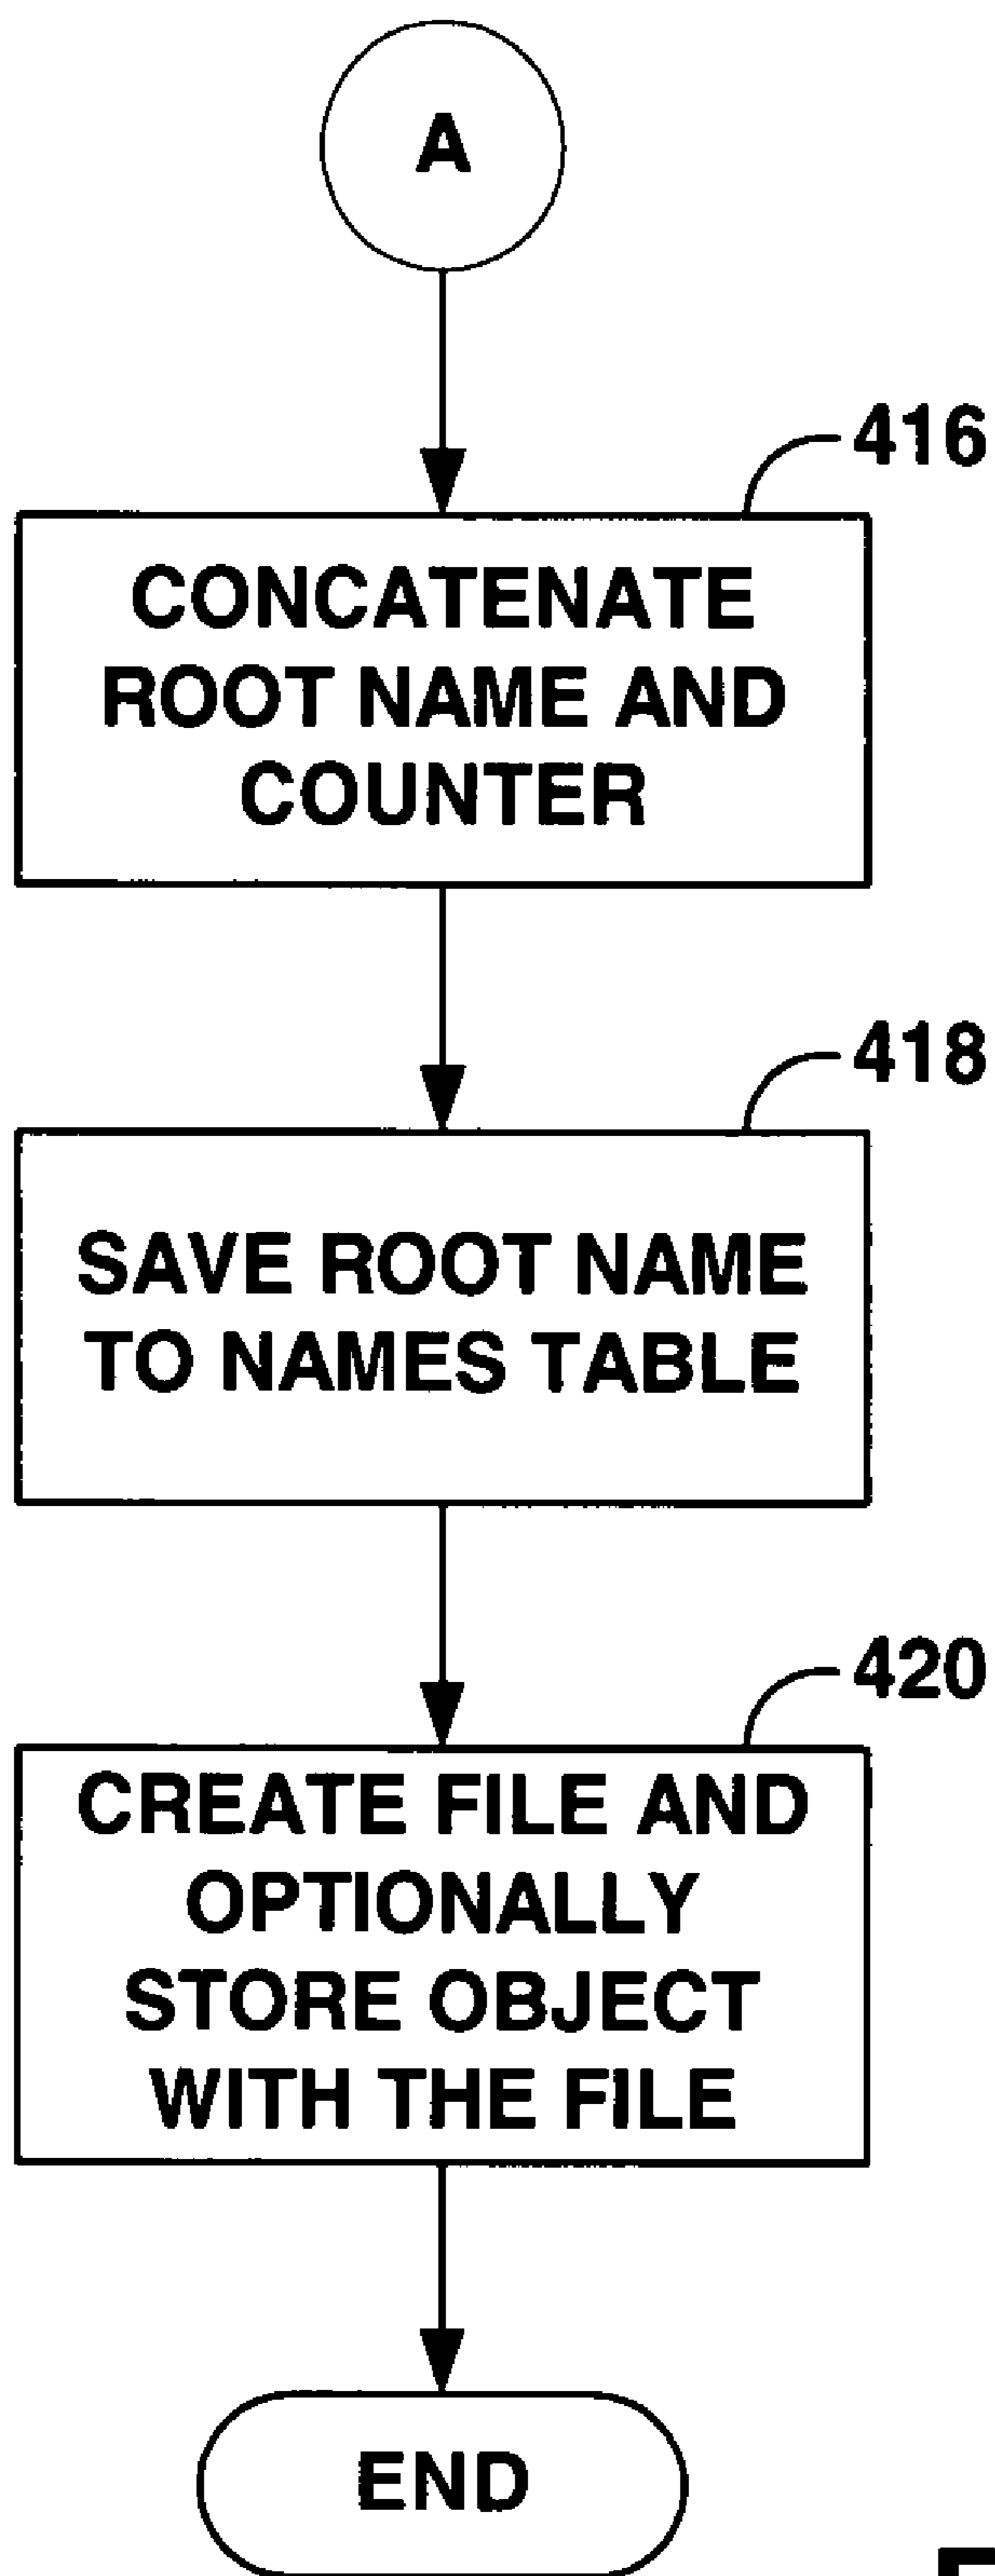 A
416
CONCATENATE
ROOT NAME AND
COUNTER
418
SAVE ROOT NAME
TO NAMES TABLE
420
CREATE FILE AND
OPTIONALLY
STORE OBJECT
WITH THE FILE
END